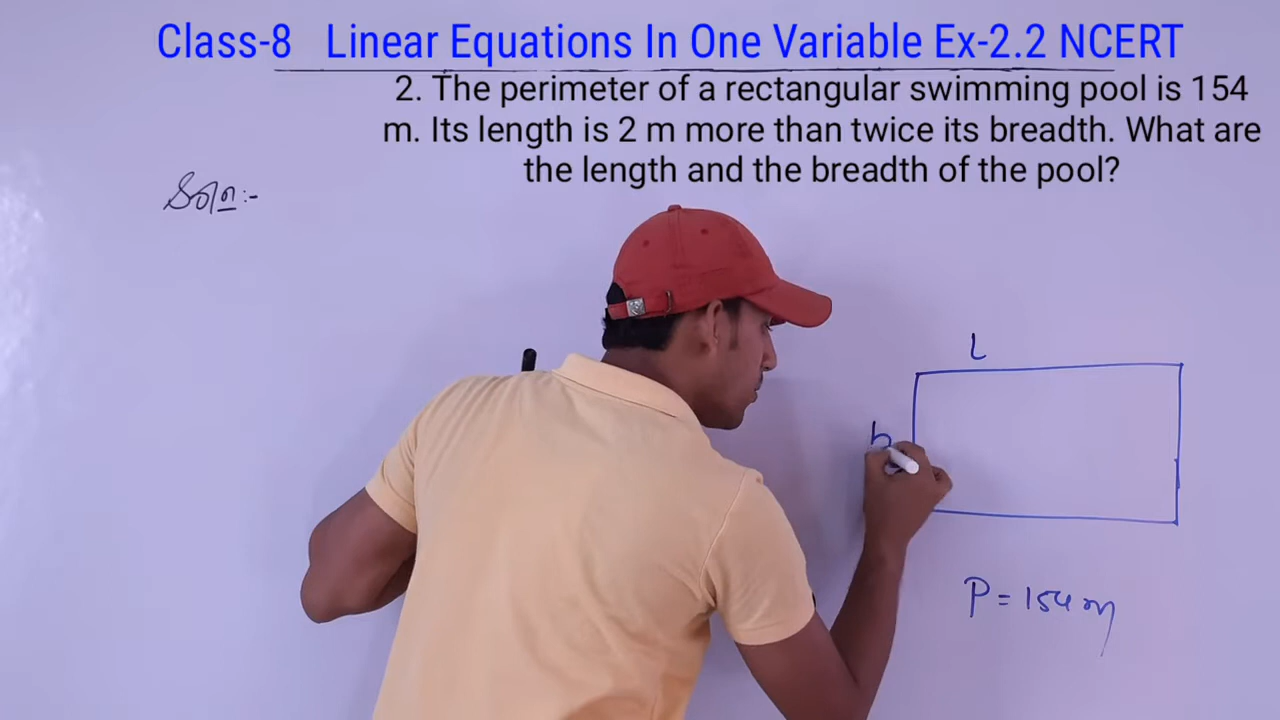 Class-8 Linear Equations In One Variable Ex-2.2 NCERT
2. The perimeter of a rectangular swimming pool is 154
m. Its length is 2 m more than twice its breadth. What are
the length and the breadth of the pool?
Soln:-
L
b
P = 154 m